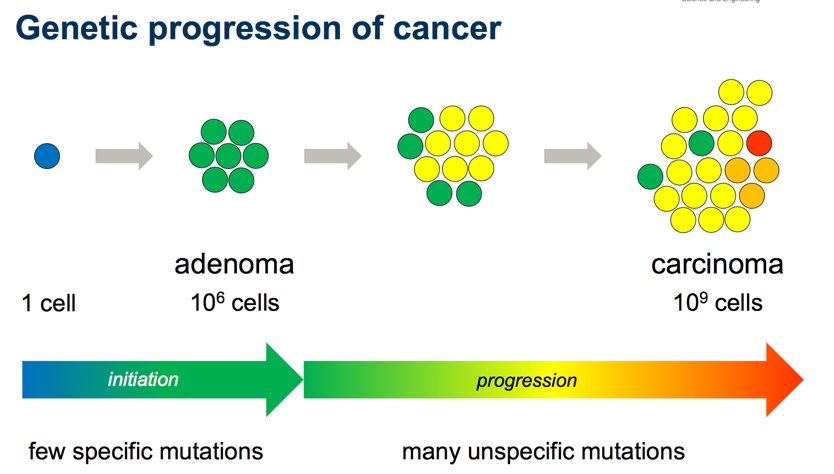 Genetic progression of cancer
adenoma
carcinoma
1 cell
10⁶ cells
10⁹ cells
initiation
progression
few specific mutations
many unspecific mutations